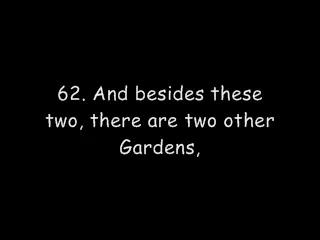 62. And besides these
two, there are two other
Gardens,